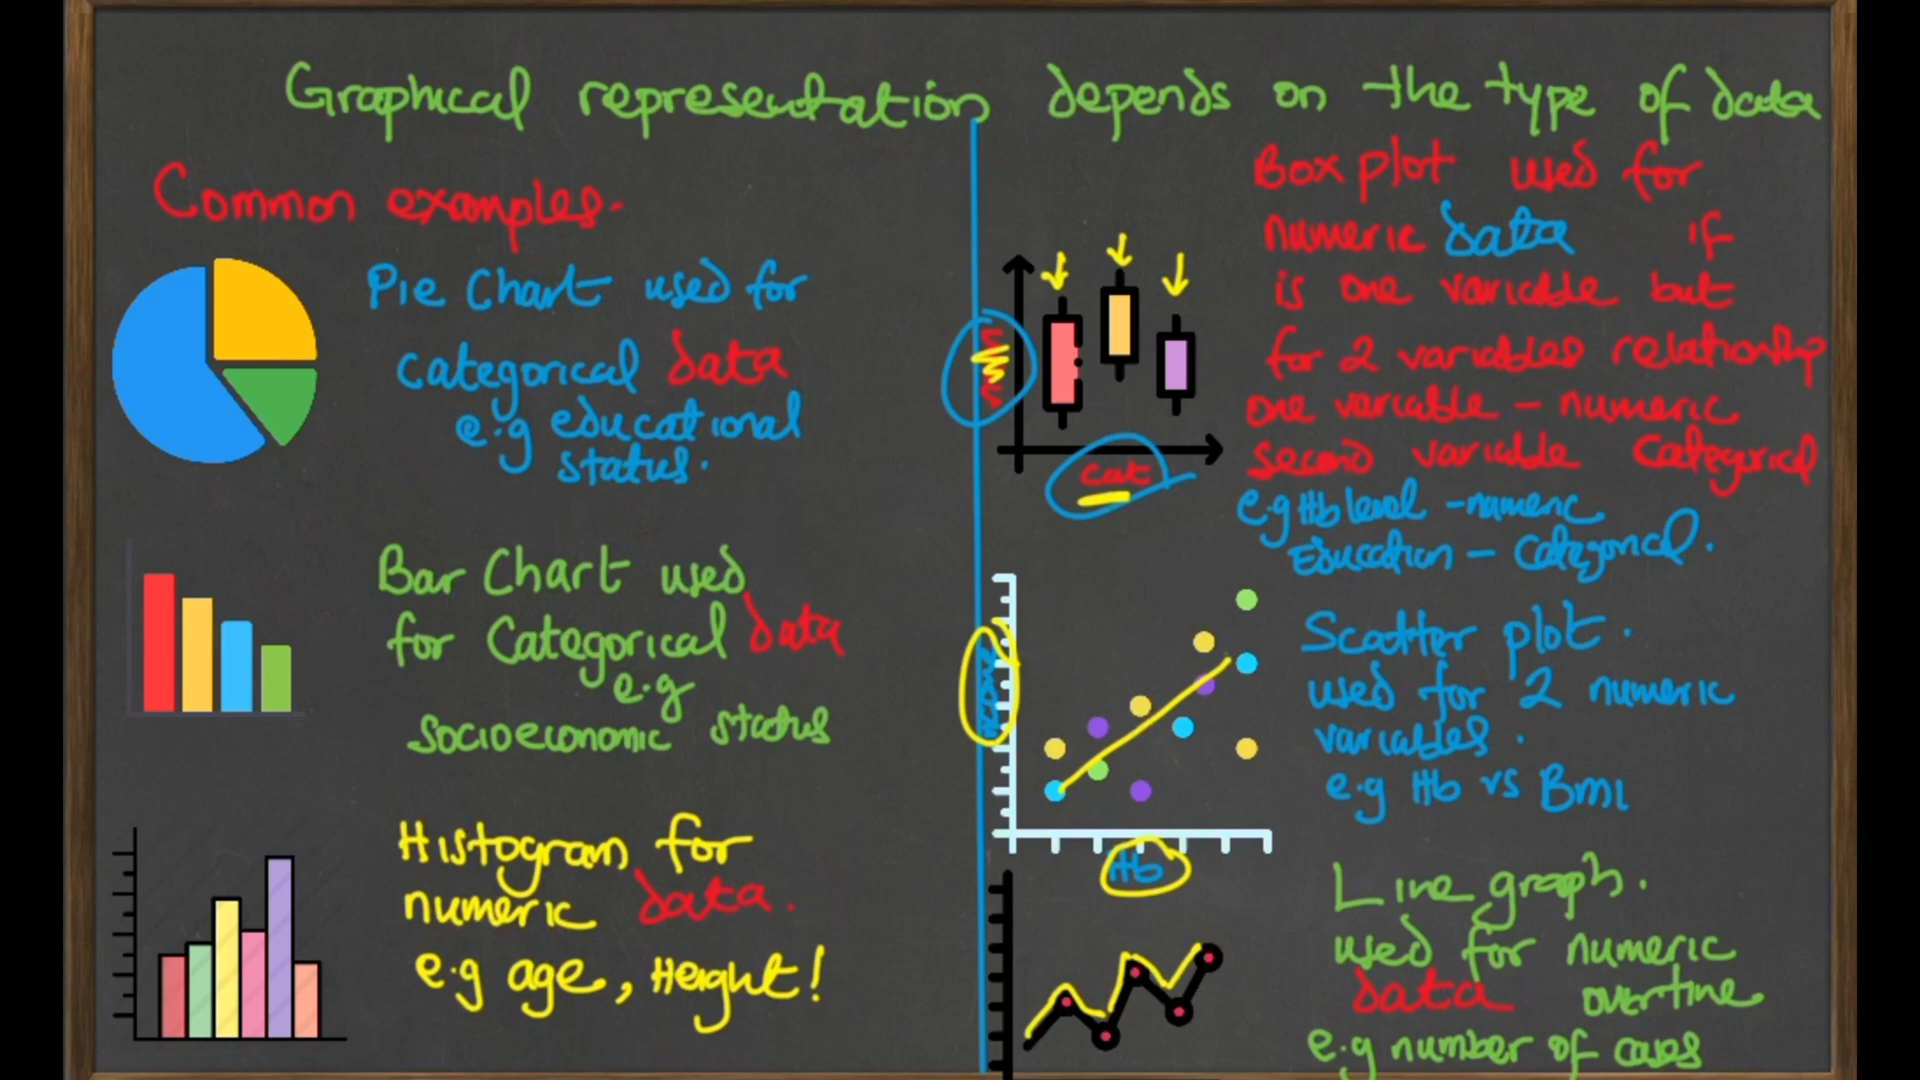 Graphical representation depends on the type of data
Common examples.
Pie Chart used for
categorical data
e.g educational
status.
Bar Chart used
for Categorical data
e.g
socioeconomic status
Histogram for
numeric data.
e.g age, Height!
Box plot used for
numeric data if
is one variable but
for 2 variables relationship
one variable - numeric
second variable Categorical
e.g Hb level - numeric
Education - Categorical.
cat
Scatter plot.
used for 2 numeric
variables.
e.g Hb vs BMI
Hb
Line graph.
used for numeric
data overtime
e.g number of cases